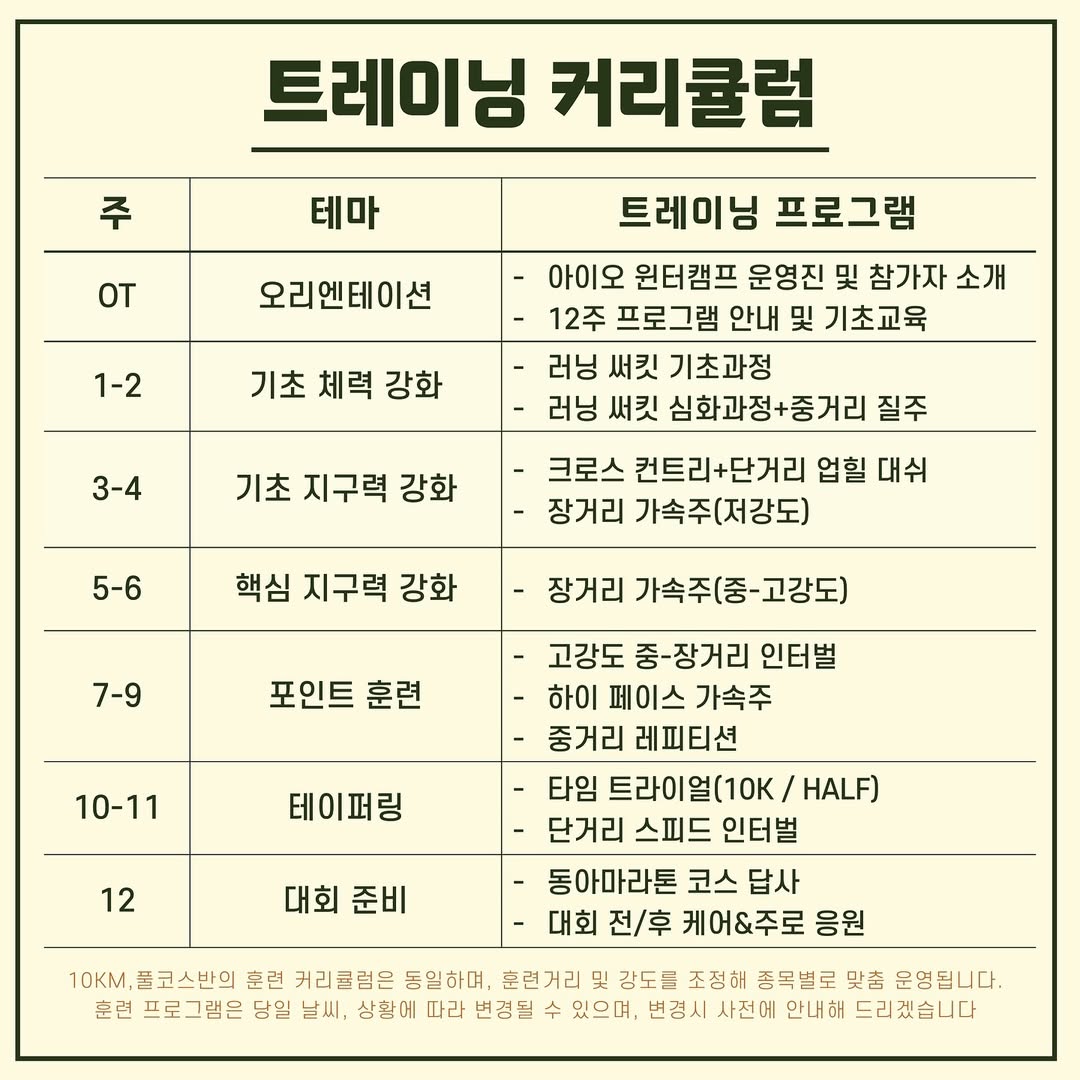 트레이닝 커리큘럼
주 테마 트레이닝 프로그램
OT 오리엔테이션
- 아이오 윈터캠프 운영진 및 참가자 소개
- 12주 프로그램 안내 및 기초교육
1-2 기초 체력 강화
- 러닝 써킷 기초과정
- 러닝 써킷 심화과정+중거리 질주
3-4 기초 지구력 강화
- 크로스 컨트리+단거리 업힐 대쉬
- 장거리 가속주(저강도)
5-6 핵심 지구력 강화
- 장거리 가속주(중-고강도)
7-9 포인트 훈련
- 고강도 중-장거리 인터벌
- 하이 페이스 가속주
- 중거리 레피티션
10-11 테이퍼링
- 타임 트라이얼(10K / HALF)
- 단거리 스피드 인터벌
12 대회 준비
- 동아마라톤 코스 답사
- 대회 전/후 케어&주로 응원
10KM,풀코스반의 훈련 커리큘럼은 동일하며, 훈련거리 및 강도를 조정해 종목별로 맞춤 운영됩니다.
훈련 프로그램은 당일 날씨, 상황에 따라 변경될 수 있으며, 변경시 사전에 안내해 드리겠습니다